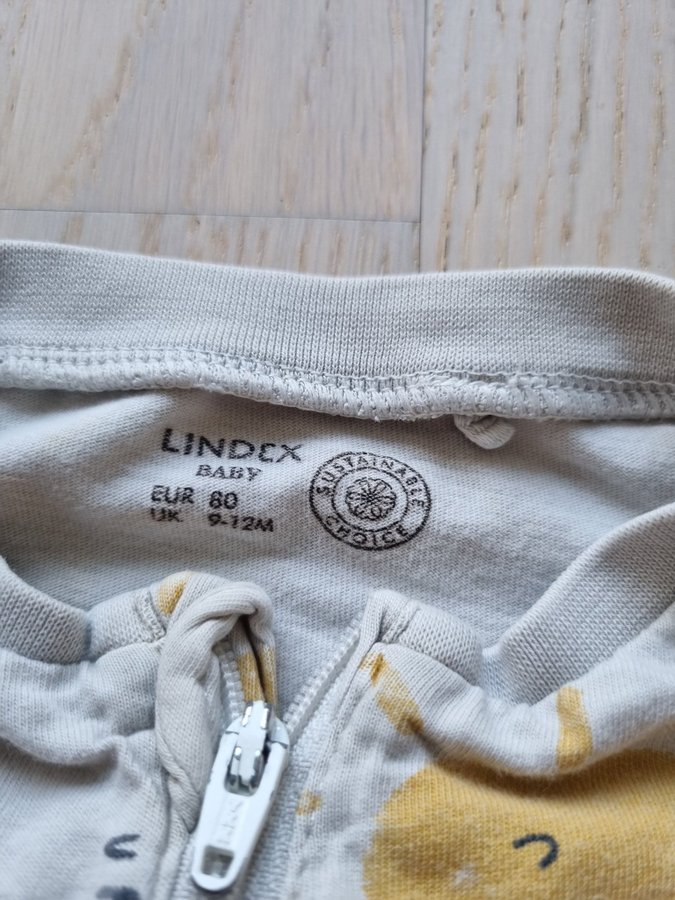 LINDEX
BABY
EUR 80
UK 9-12M
SUSTAINABLE
CHOICE